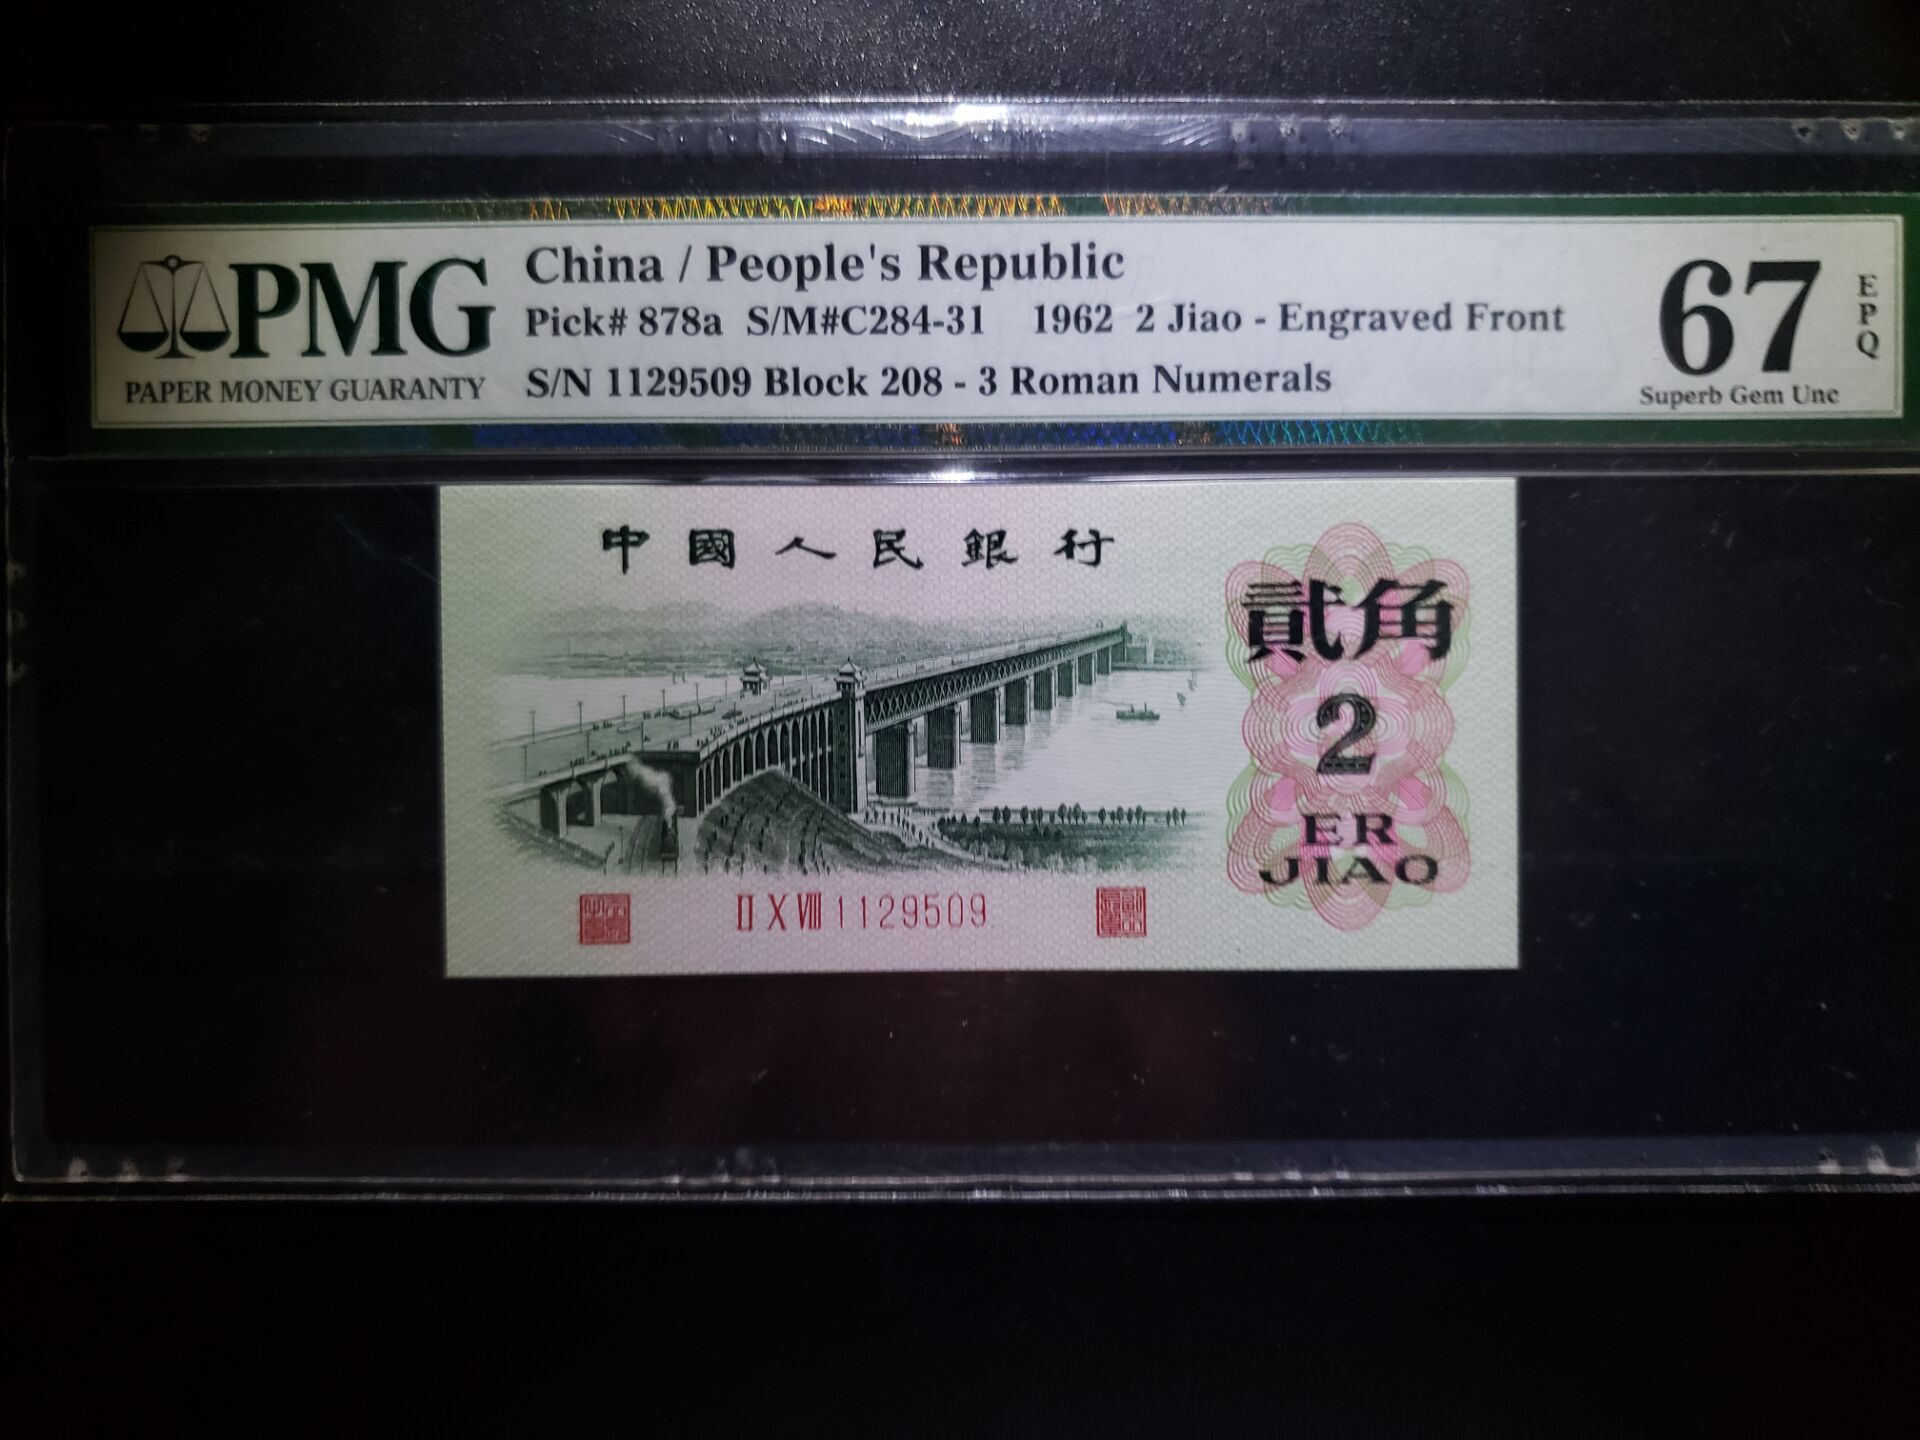 PMG
PAPER MONEY GUARANTY
China / People's Republic
Pick# 878a S/M#C284-31 1962 2 Jiao - Engraved Front
S/N 1129509 Block 208 - 3 Roman Numerals
67
EPQ
Superb Gem Unc
中國人民銀行
貳角
2
ER
JIAO
ⅡⅩⅧ 1129509